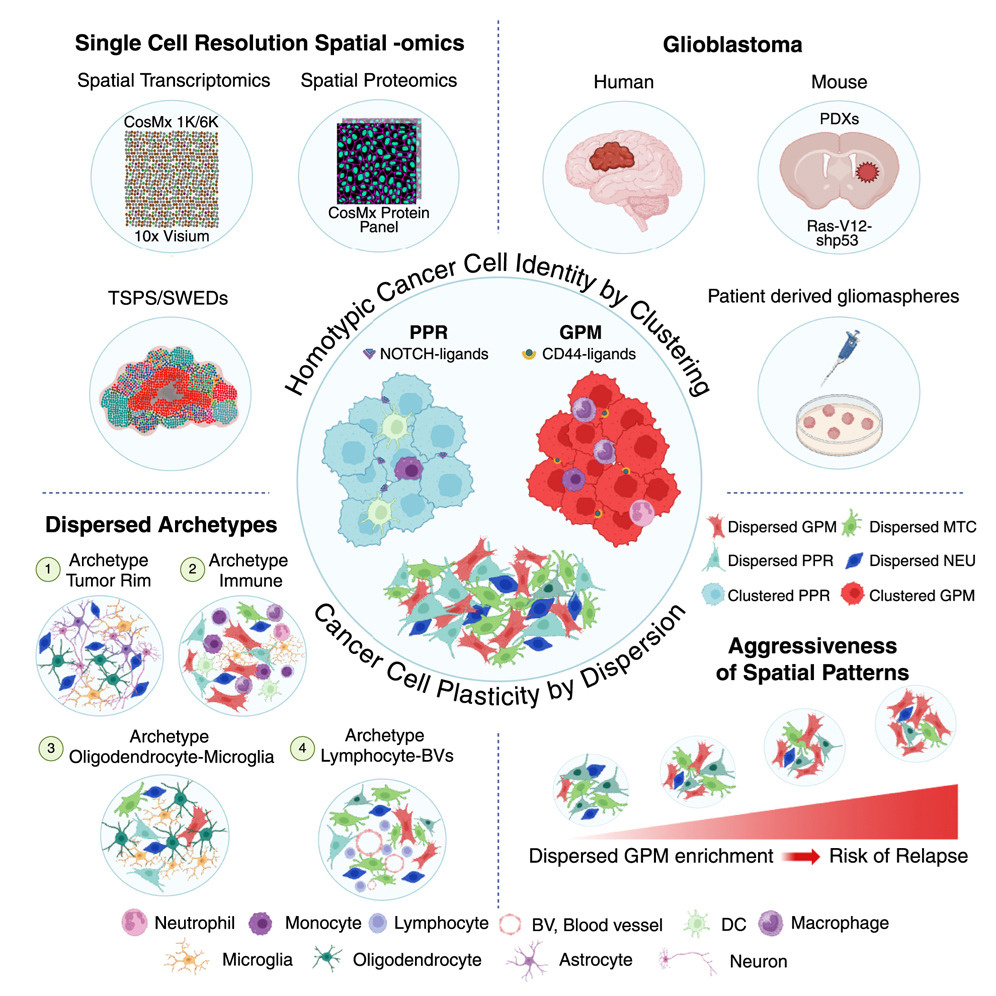 Single Cell Resolution Spatial -omics
Spatial Transcriptomics
Spatial Proteomics
CosMx 1K/6K
10x Visium
CosMx Protein
Panel
TSPS/SWEDs
Glioblastoma
Human
Mouse
PDXs
Ras-V12-
shp53
Patient derived gliomaspheres
Homotypic Cancer Cell Identity by Clustering
PPR
NOTCH-ligands
GPM
CD44-ligands
Cancer Cell Plasticity by Dispersion
Dispersed Archetypes
1
Archetype
Tumor Rim
2
Archetype
Immune
3
Archetype
Oligodendrocyte-Microglia
4
Archetype
Lymphocyte-BVs
Dispersed GPM
Dispersed MTC
Dispersed PPR
Dispersed NEU
Clustered PPR
Clustered GPM
Aggressiveness
of Spatial Patterns
Dispersed GPM enrichment
Risk of Relapse
Neutrophil
Monocyte
Lymphocyte
BV, Blood vessel
DC
Macrophage
Microglia
Oligodendrocyte
Astrocyte
Neuron